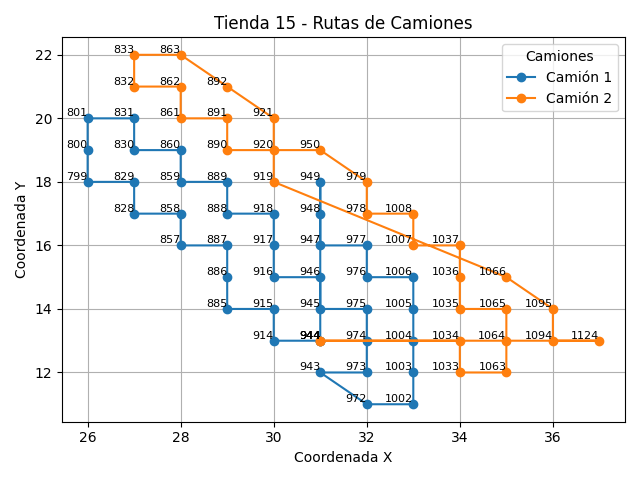 Tienda 15 - Rutas de Camiones
Camiones
Camión 1
Camión 2
833 863
832 862 892
801 831 861 891 921
800 830 860 890 920 950
799 829 859 889 919 949 979
828 858 888 918 948 978 1008
857 887 917 947 977 1007 1037
886 916 946 976 1006 1036 1066
885 915 945 975 1005 1035 1065 1095
914 944 974 1004 1034 1064 1094 1124
943 973 1003 1033 1063
972 1002
22
20
18
16
14
12
Coordenada Y
26 28 30 32 34 36
Coordenada X